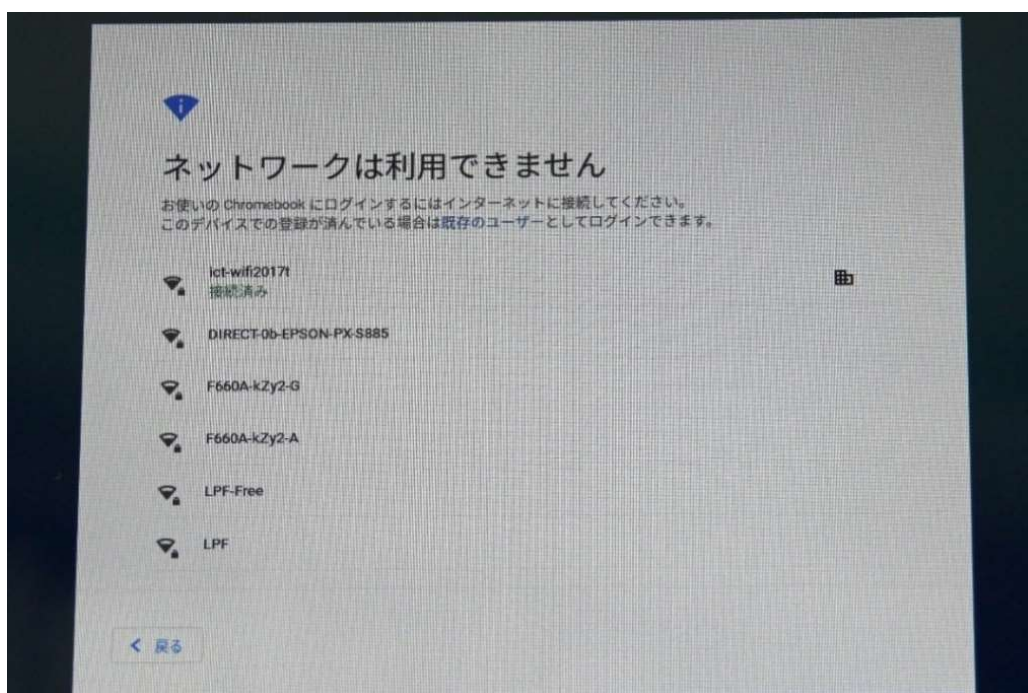 ネットワークは利用できません
お使いの Chromebook にログインするにはインターネットに接続してください。
このデバイスでの登録が済んでいる場合は既存のユーザーとしてログインできます。
ict-wifi2017t
接続済み
DIRECT-0b-EPSON-PX-S885
F660A-kZy2-G
F660A-kZy2-A
LPF-Free
LPF
戻る